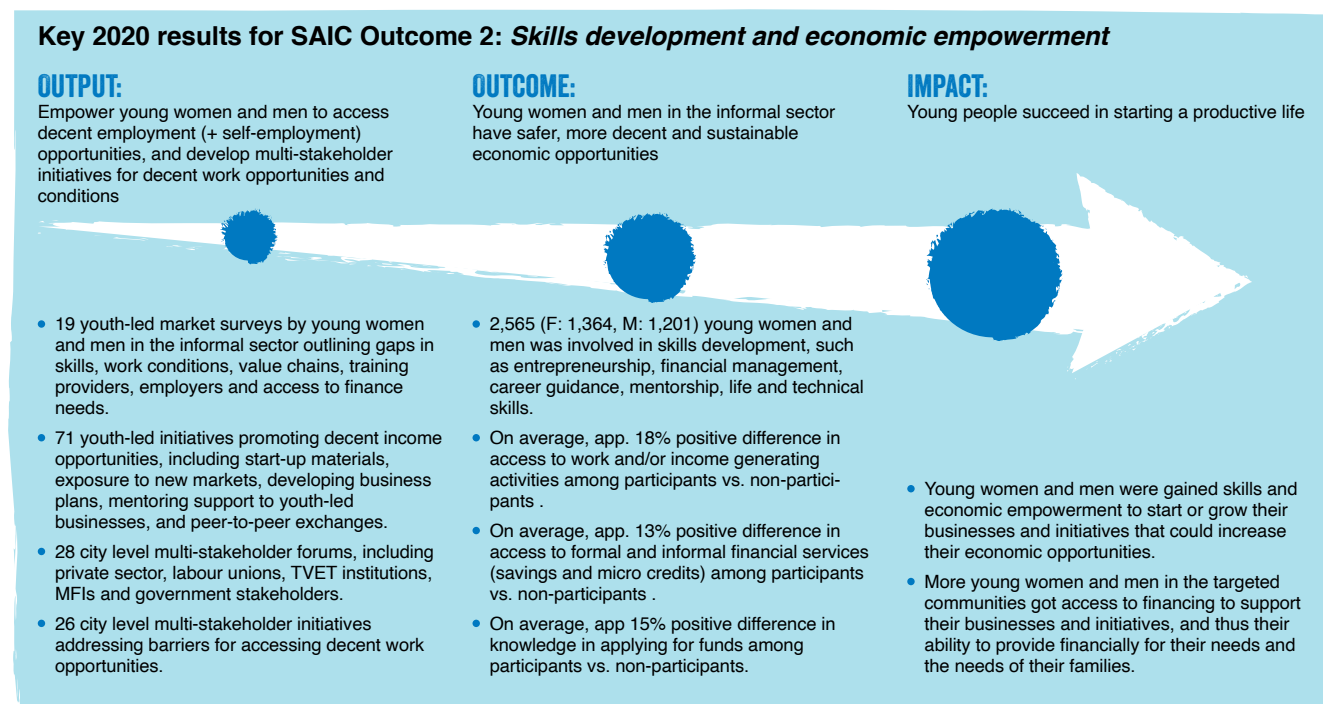 Key 2020 results for SAIC Outcome 2: Skills development and economic empowerment
OUTPUT:
Empower young women and men to access
decent employment (+ self-employment)
opportunities, and develop multi-stakeholder
initiatives for decent work opportunities and
conditions
• 19 youth-led market surveys by young women
and men in the informal sector outlining gaps in
skills, work conditions, value chains, training
providers, employers and access to finance
needs.
• 71 youth-led initiatives promoting decent income
opportunities, including start-up materials,
exposure to new markets, developing business
plans, mentoring support to youth-led
businesses, and peer-to-peer exchanges.
• 28 city level multi-stakeholder forums, including
private sector, labour unions, TVET institutions,
MFIs and government stakeholders.
• 26 city level multi-stakeholder initiatives
addressing barriers for accessing decent work
opportunities.
OUTCOME:
Young women and men in the informal sector
have safer, more decent and sustainable
economic opportunities
• 2,565 (F: 1,364, M: 1,201) young women and
men was involved in skills development, such
as entrepreneurship, financial management,
career guidance, mentorship, life and technical
skills.
• On average, app. 18% positive difference in
access to work and/or income generating
activities among participants vs. non-partici-
pants .
• On average, app. 13% positive difference in
access to formal and informal financial services
(savings and micro credits) among participants
vs. non-participants .
• On average, app 15% positive difference in
knowledge in applying for funds among
participants vs. non-participants.
IMPACT:
Young people succeed in starting a productive life
• Young women and men were gained skills and
economic empowerment to start or grow their
businesses and initiatives that could increase
their economic opportunities.
• More young women and men in the targeted
communities got access to financing to support
their businesses and initiatives, and thus their
ability to provide financially for their needs and
the needs of their families.